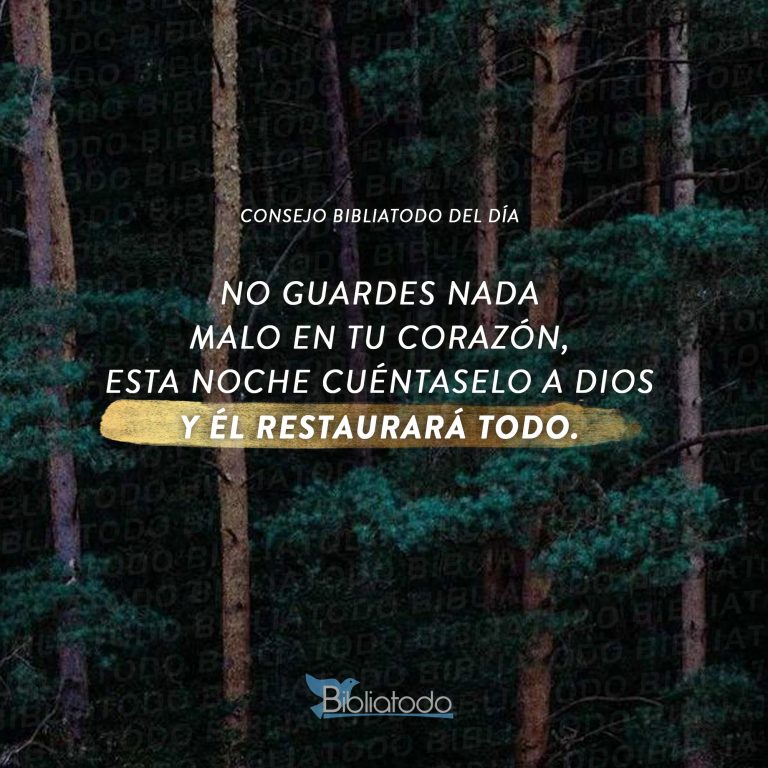 CONSEJO BIBLIATODO DEL DÍA
NO GUARDES NADA
MALO EN TU CORAZÓN,
ESTA NOCHE CUÉNTASELO A DIOS
Y ÉL RESTAURARÁ TODO.
Bibliatodo